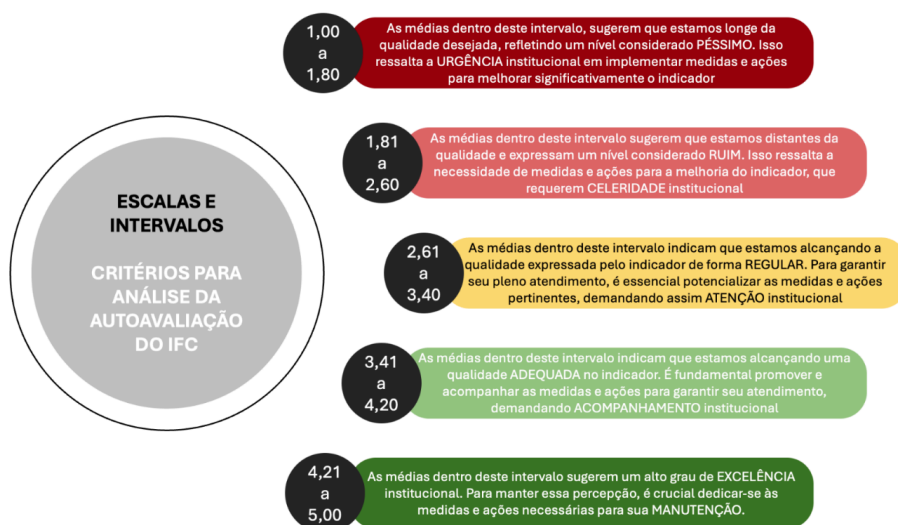 ESCALAS E
INTERVALOS
CRITÉRIOS PARA
ANÁLISE DA
AUTOAVALIAÇÃO
DO IFC
1,00
a
1,80
As médias dentro deste intervalo, sugerem que estamos longe da
qualidade desejada, refletindo um nível considerado PÉSSIMO. Isso
ressalta a URGÊNCIA institucional em implementar medidas e ações
para melhorar significativamente o indicador
1,81
a
2,60
As médias dentro deste intervalo sugerem que estamos distantes da
qualidade e expressam um nível considerado RUIM. Isso ressalta a
necessidade de medidas e ações para a melhoria do indicador, que
requerem CELERIDADE institucional
2,61
a
3,40
As médias dentro deste intervalo indicam que estamos alcançando a
qualidade expressada pelo indicador de forma REGULAR. Para garantir
seu pleno atendimento, é essencial potencializar as medidas e ações
pertinentes, demandando assim ATENÇÃO institucional
3,41
a
4,20
As médias dentro deste intervalo indicam que estamos alcançando uma
qualidade ADEQUADA no indicador. É fundamental promover e
acompanhar as medidas e ações para garantir seu atendimento,
demandando ACOMPANHAMENTO institucional
4,21
a
5,00
As médias dentro deste intervalo sugerem um alto grau de EXCELÊNCIA
institucional. Para manter essa percepção, é crucial dedicar-se às
medidas e ações necessárias para sua MANUTENÇÃO.